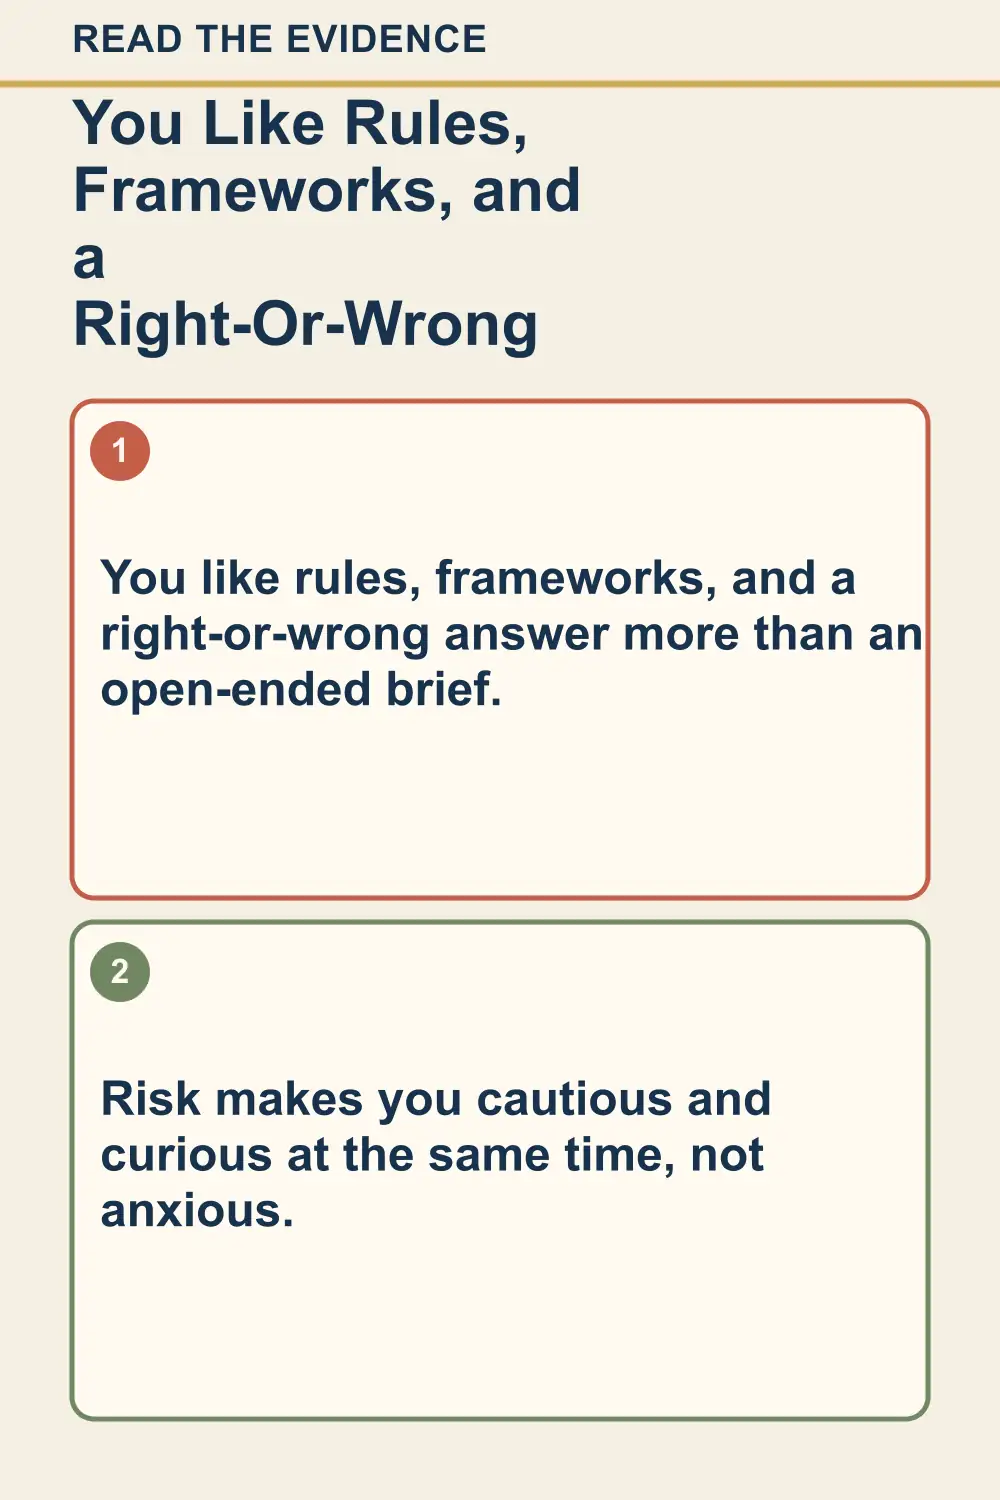 READ THE EVIDENCE
You Like Rules,
Frameworks, and
a
Right-Or-Wrong
1
You like rules, frameworks, and a
right-or-wrong answer more than an
open-ended brief.
2
Risk makes you cautious and
curious at the same time, not
anxious.